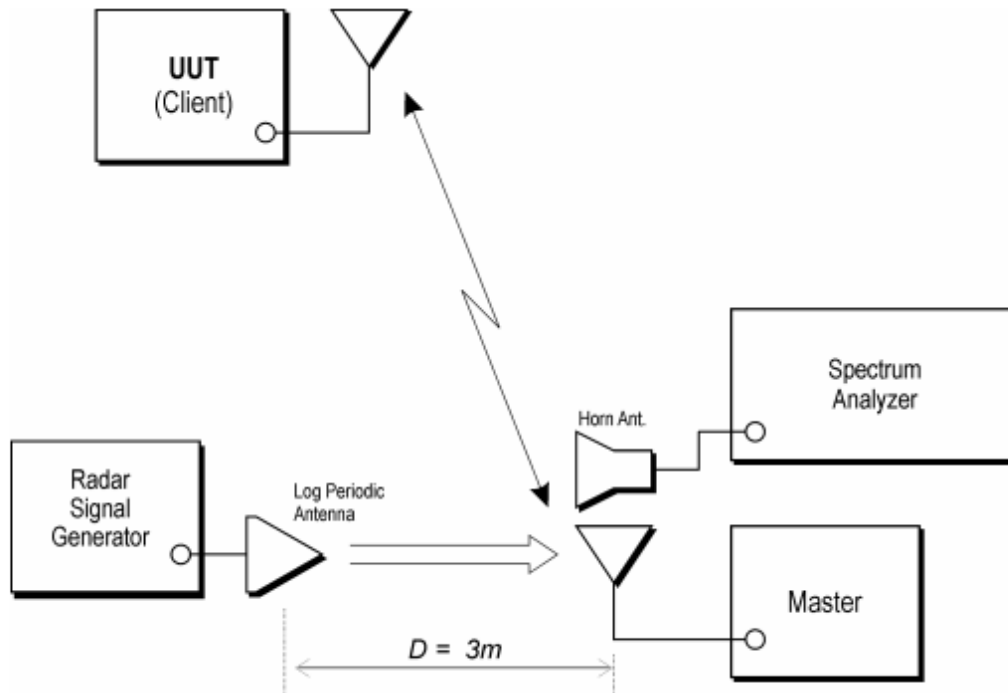 UUT
(Client)
Spectrum
Analyzer
Horn Ant.
Radar
Signal
Generator
Log Periodic
Antenna
Master
D = 3m